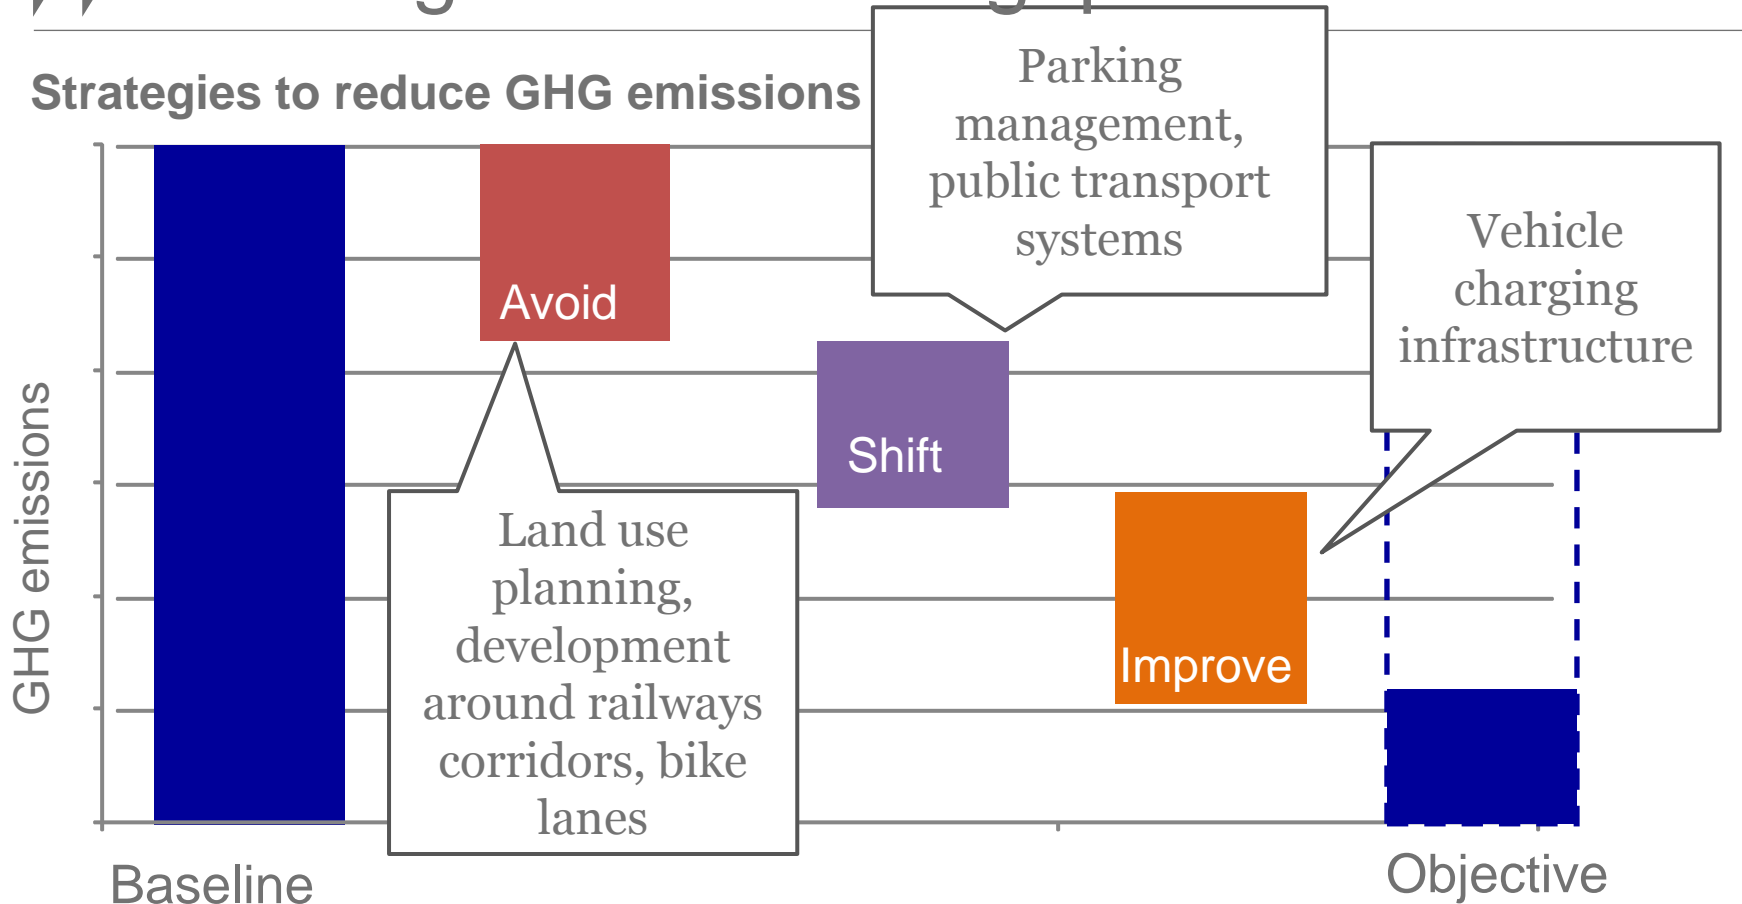 Strategies to reduce GHG emissions
Parking
management,
public transport
systems
Vehicle
charging
infrastructure
Avoid
Shift
Improve
Land use
planning,
development
around railways
corridors, bike
lanes
GHG emissions
Baseline
Objective